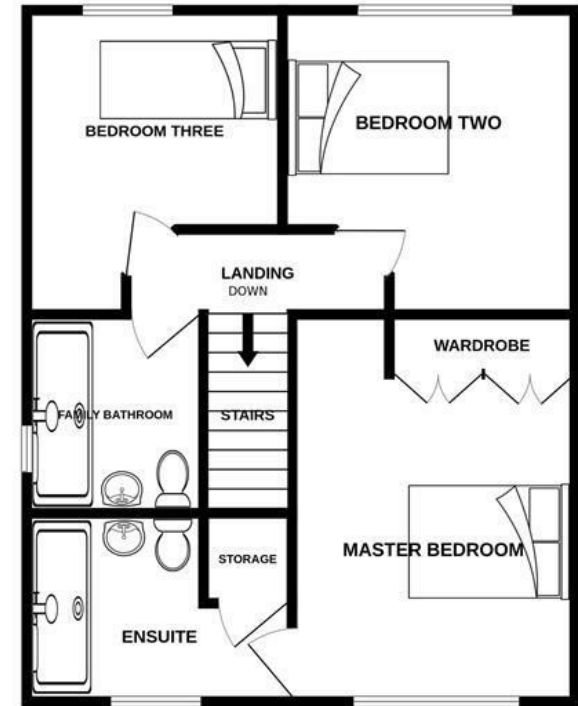 BEDROOM THREE
BEDROOM TWO
LANDING
DOWN
WARDROBE
FAMILY BATHROOM
STAIRS
MASTER BEDROOM
STORAGE
ENSUITE